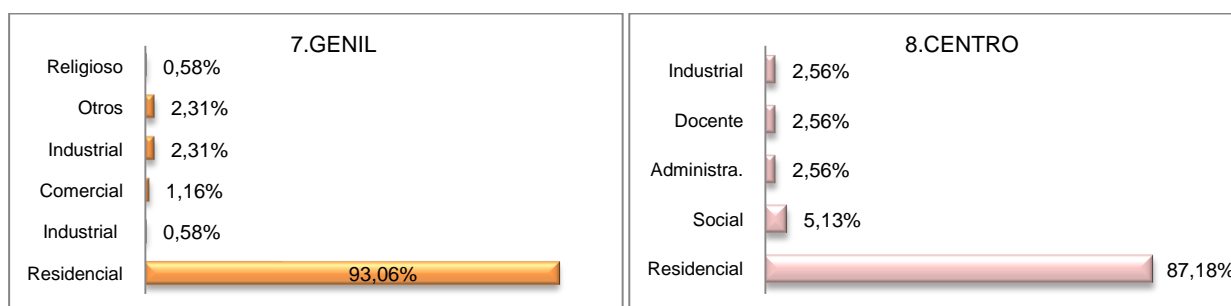 7.GENIL
Religioso 0,58%
Otros 2,31%
Industrial 2,31%
Comercial 1,16%
Industrial 0,58%
Residencial 93,06%
8.CENTRO
Industrial 2,56%
Docente 2,56%
Administra. 2,56%
Social 5,13%
Residencial 87,18%